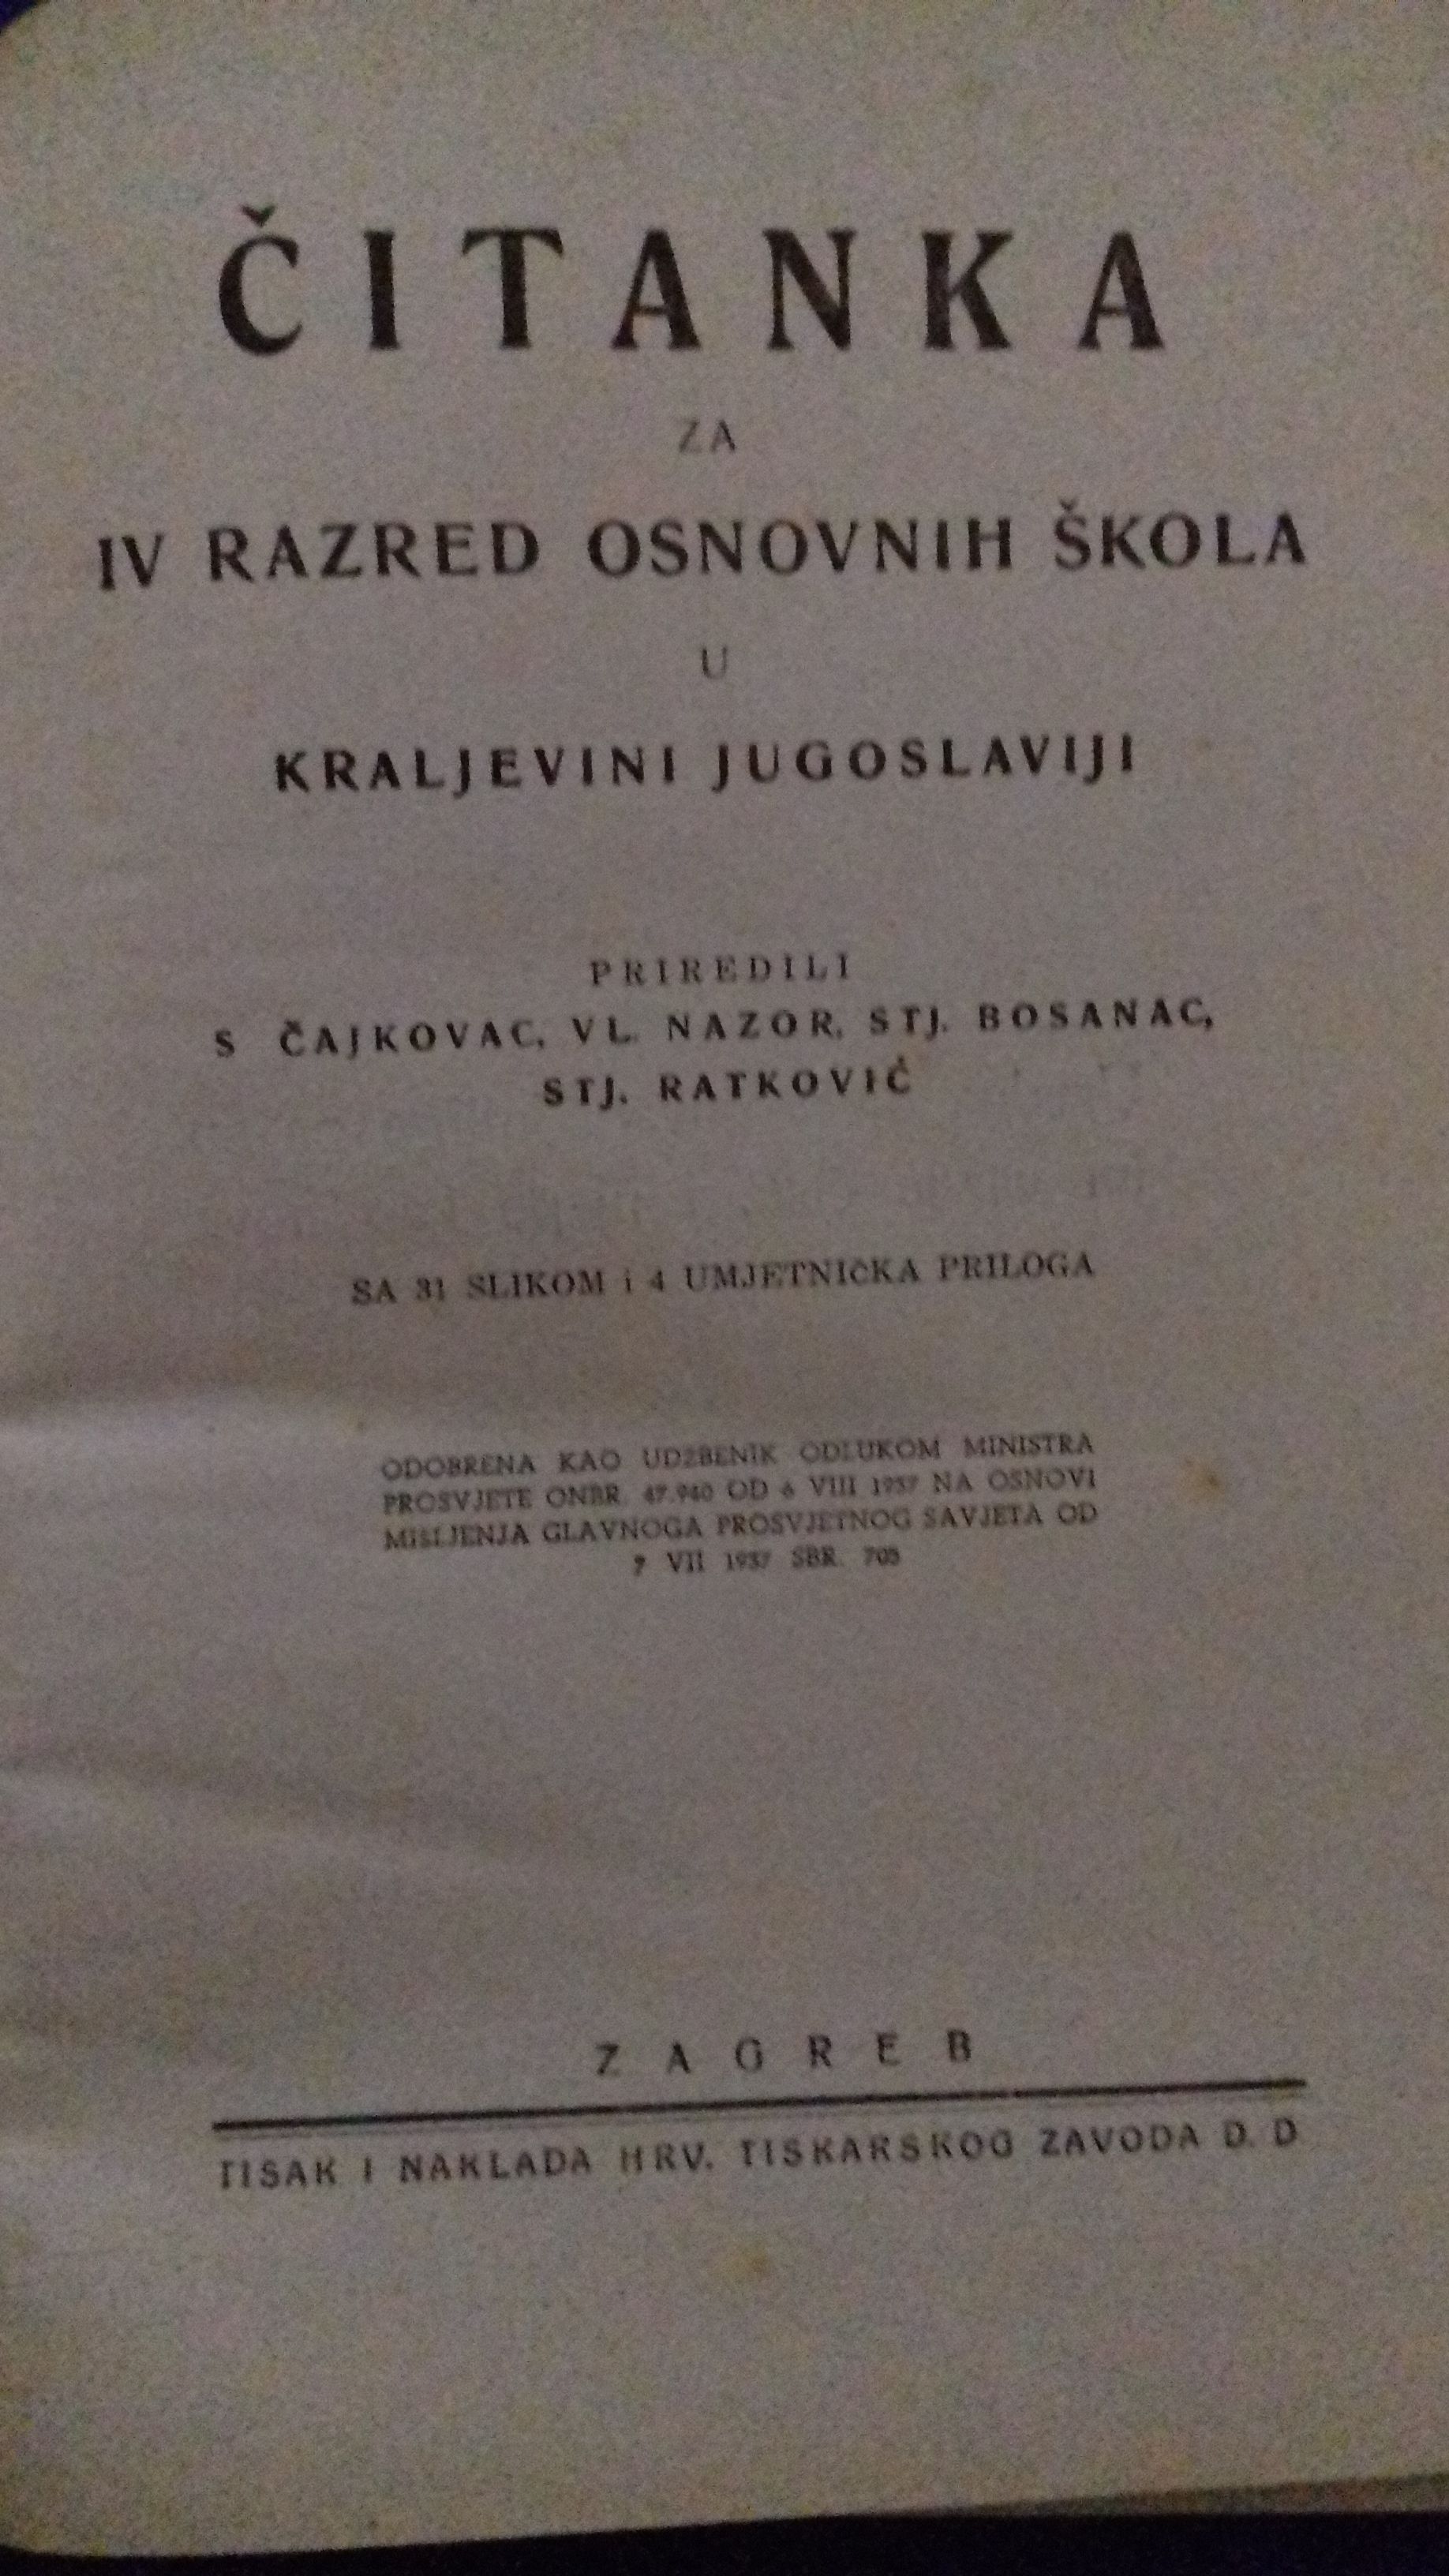 ČITANKA
ZA
IV RAZRED OSNOVNIH ŠKOLA
U
KRALJEVINI JUGOSLAVIJI
PRIREDILI
S ČAJKOVAC, VL. NAZOR, STJ. BOSANAC,
STJ. RATKOVIĆ
SA 31 SLIKOM i 4 UMJETNIČKA PRILOGA
ODOBRENA KAO UDŽBENIK ODLUKOM MINISTRA
PROSVJETE ONBR. 47.940 OD 6 VIII 1937 NA OSNOVI
MIŠLJENJA GLAVNOGA PROSVJETNOG SAVJETA OD
VII 1937 SBR. 705
ZAGREB
TISAK I NAKLADA HRV. TISKARSKOG ZAVODA D. D.